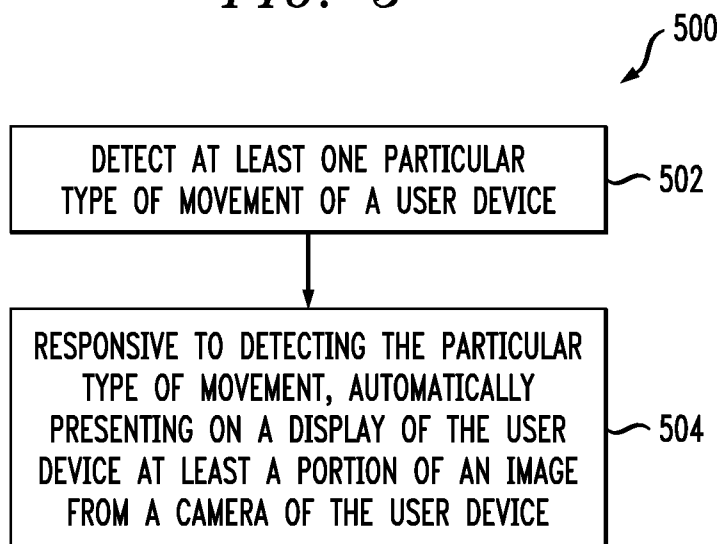 FIG. 5
500
DETECT AT LEAST ONE PARTICULAR
TYPE OF MOVEMENT OF A USER DEVICE
502
RESPONSIVE TO DETECTING THE PARTICULAR
TYPE OF MOVEMENT, AUTOMATICALLY
PRESENTING ON A DISPLAY OF THE USER
DEVICE AT LEAST A PORTION OF AN IMAGE
FROM A CAMERA OF THE USER DEVICE
504